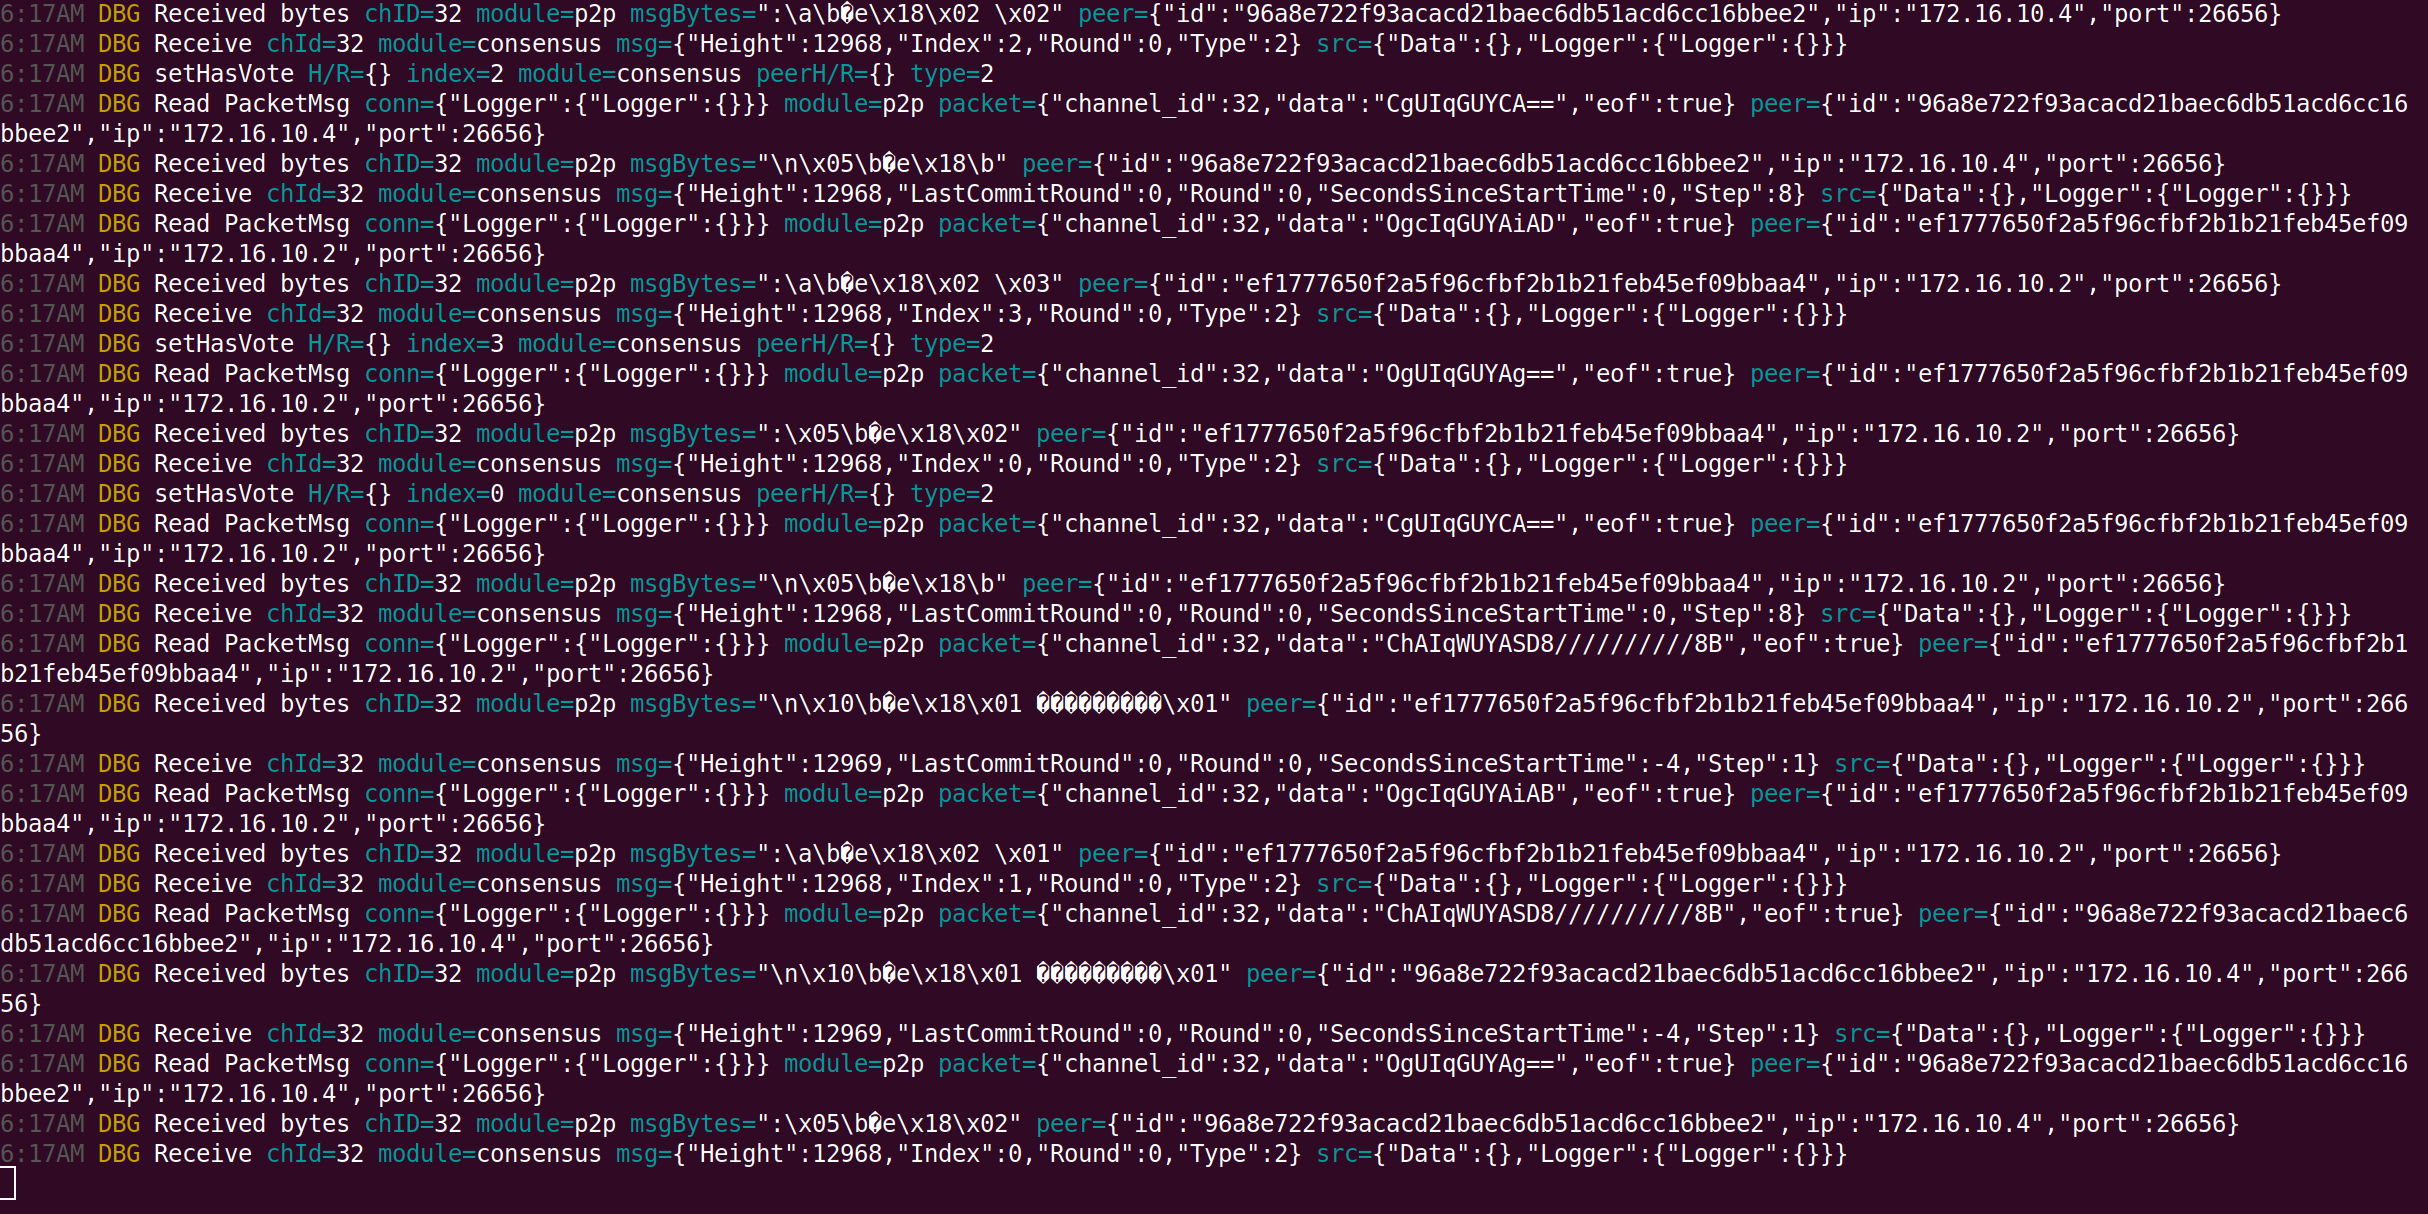 6:17AM DBG Received bytes chID=32 module=p2p msgBytes=":\a\b�e\x18\x02 \x02" peer={"id":"96a8e722f93acacd21baec6db51acd6cc16bbee2","ip":"172.16.10.4","port":26656}
6:17AM DBG Receive chId=32 module=consensus msg={"Height":12968,"Index":2,"Round":0,"Type":2} src={"Data":{},"Logger":{"Logger":{}}}
6:17AM DBG setHasVote H/R={} index=2 module=consensus peerH/R={} type=2
6:17AM DBG Read PacketMsg conn={"Logger":{"Logger":{}}} module=p2p packet={"channel_id":32,"data":"CgUIqGUYCA==","eof":true} peer={"id":"96a8e722f93acacd21baec6db51acd6cc16
bbee2","ip":"172.16.10.4","port":26656}
6:17AM DBG Received bytes chID=32 module=p2p msgBytes="\n\x05\b�e\x18\b" peer={"id":"96a8e722f93acacd21baec6db51acd6cc16bbee2","ip":"172.16.10.4","port":26656}
6:17AM DBG Receive chId=32 module=consensus msg={"Height":12968,"LastCommitRound":0,"Round":0,"SecondsSinceStartTime":0,"Step":8} src={"Data":{},"Logger":{"Logger":{}}}
6:17AM DBG Read PacketMsg conn={"Logger":{"Logger":{}}} module=p2p packet={"channel_id":32,"data":"OgcIqGUYAiAD","eof":true} peer={"id":"ef1777650f2a5f96cfbf2b1b21feb45ef09
bbaa4","ip":"172.16.10.2","port":26656}
6:17AM DBG Received bytes chID=32 module=p2p msgBytes=":\a\b�e\x18\x02 \x03" peer={"id":"ef1777650f2a5f96cfbf2b1b21feb45ef09bbaa4","ip":"172.16.10.2","port":26656}
6:17AM DBG Receive chId=32 module=consensus msg={"Height":12968,"Index":3,"Round":0,"Type":2} src={"Data":{},"Logger":{"Logger":{}}}
6:17AM DBG setHasVote H/R={} index=3 module=consensus peerH/R={} type=2
6:17AM DBG Read PacketMsg conn={"Logger":{"Logger":{}}} module=p2p packet={"channel_id":32,"data":"OgUIqGUYAg==","eof":true} peer={"id":"ef1777650f2a5f96cfbf2b1b21feb45ef09
bbaa4","ip":"172.16.10.2","port":26656}
6:17AM DBG Received bytes chID=32 module=p2p msgBytes=":\x05\b�e\x18\x02" peer={"id":"ef1777650f2a5f96cfbf2b1b21feb45ef09bbaa4","ip":"172.16.10.2","port":26656}
6:17AM DBG Receive chId=32 module=consensus msg={"Height":12968,"Index":0,"Round":0,"Type":2} src={"Data":{},"Logger":{"Logger":{}}}
6:17AM DBG setHasVote H/R={} index=0 module=consensus peerH/R={} type=2
6:17AM DBG Read PacketMsg conn={"Logger":{"Logger":{}}} module=p2p packet={"channel_id":32,"data":"CgUIqGUYCA==","eof":true} peer={"id":"ef1777650f2a5f96cfbf2b1b21feb45ef09
bbaa4","ip":"172.16.10.2","port":26656}
6:17AM DBG Received bytes chID=32 module=p2p msgBytes="\n\x05\b�e\x18\b" peer={"id":"ef1777650f2a5f96cfbf2b1b21feb45ef09bbaa4","ip":"172.16.10.2","port":26656}
6:17AM DBG Receive chId=32 module=consensus msg={"Height":12968,"LastCommitRound":0,"Round":0,"SecondsSinceStartTime":0,"Step":8} src={"Data":{},"Logger":{"Logger":{}}}
6:17AM DBG Read PacketMsg conn={"Logger":{"Logger":{}}} module=p2p packet={"channel_id":32,"data":"ChAIqWUYASD8//////////8B","eof":true} peer={"id":"ef1777650f2a5f96cfbf2b1
b21feb45ef09bbaa4","ip":"172.16.10.2","port":26656}
6:17AM DBG Received bytes chID=32 module=p2p msgBytes="\n\x10\b�e\x18\x01 ���������\x01" peer={"id":"ef1777650f2a5f96cfbf2b1b21feb45ef09bbaa4","ip":"172.16.10.2","port":266
56}
6:17AM DBG Receive chId=32 module=consensus msg={"Height":12969,"LastCommitRound":0,"Round":0,"SecondsSinceStartTime":-4,"Step":1} src={"Data":{},"Logger":{"Logger":{}}}
6:17AM DBG Read PacketMsg conn={"Logger":{"Logger":{}}} module=p2p packet={"channel_id":32,"data":"OgcIqGUYAiAB","eof":true} peer={"id":"ef1777650f2a5f96cfbf2b1b21feb45ef09
bbaa4","ip":"172.16.10.2","port":26656}
6:17AM DBG Received bytes chID=32 module=p2p msgBytes=":\a\b�e\x18\x02 \x01" peer={"id":"ef1777650f2a5f96cfbf2b1b21feb45ef09bbaa4","ip":"172.16.10.2","port":26656}
6:17AM DBG Receive chId=32 module=consensus msg={"Height":12968,"Index":1,"Round":0,"Type":2} src={"Data":{},"Logger":{"Logger":{}}}
6:17AM DBG Read PacketMsg conn={"Logger":{"Logger":{}}} module=p2p packet={"channel_id":32,"data":"ChAIqWUYASD8//////////8B","eof":true} peer={"id":"96a8e722f93acacd21baec6
db51acd6cc16bbee2","ip":"172.16.10.4","port":26656}
6:17AM DBG Received bytes chID=32 module=p2p msgBytes="\n\x10\b�e\x18\x01 ���������\x01" peer={"id":"96a8e722f93acacd21baec6db51acd6cc16bbee2","ip":"172.16.10.4","port":266
56}
6:17AM DBG Receive chId=32 module=consensus msg={"Height":12969,"LastCommitRound":0,"Round":0,"SecondsSinceStartTime":-4,"Step":1} src={"Data":{},"Logger":{"Logger":{}}}
6:17AM DBG Read PacketMsg conn={"Logger":{"Logger":{}}} module=p2p packet={"channel_id":32,"data":"OgUIqGUYAg==","eof":true} peer={"id":"96a8e722f93acacd21baec6db51acd6cc16
bbee2","ip":"172.16.10.4","port":26656}
6:17AM DBG Received bytes chID=32 module=p2p msgBytes=":\x05\b�e\x18\x02" peer={"id":"96a8e722f93acacd21baec6db51acd6cc16bbee2","ip":"172.16.10.4","port":26656}
6:17AM DBG Receive chId=32 module=consensus msg={"Height":12968,"Index":0,"Round":0,"Type":2} src={"Data":{},"Logger":{"Logger":{}}}